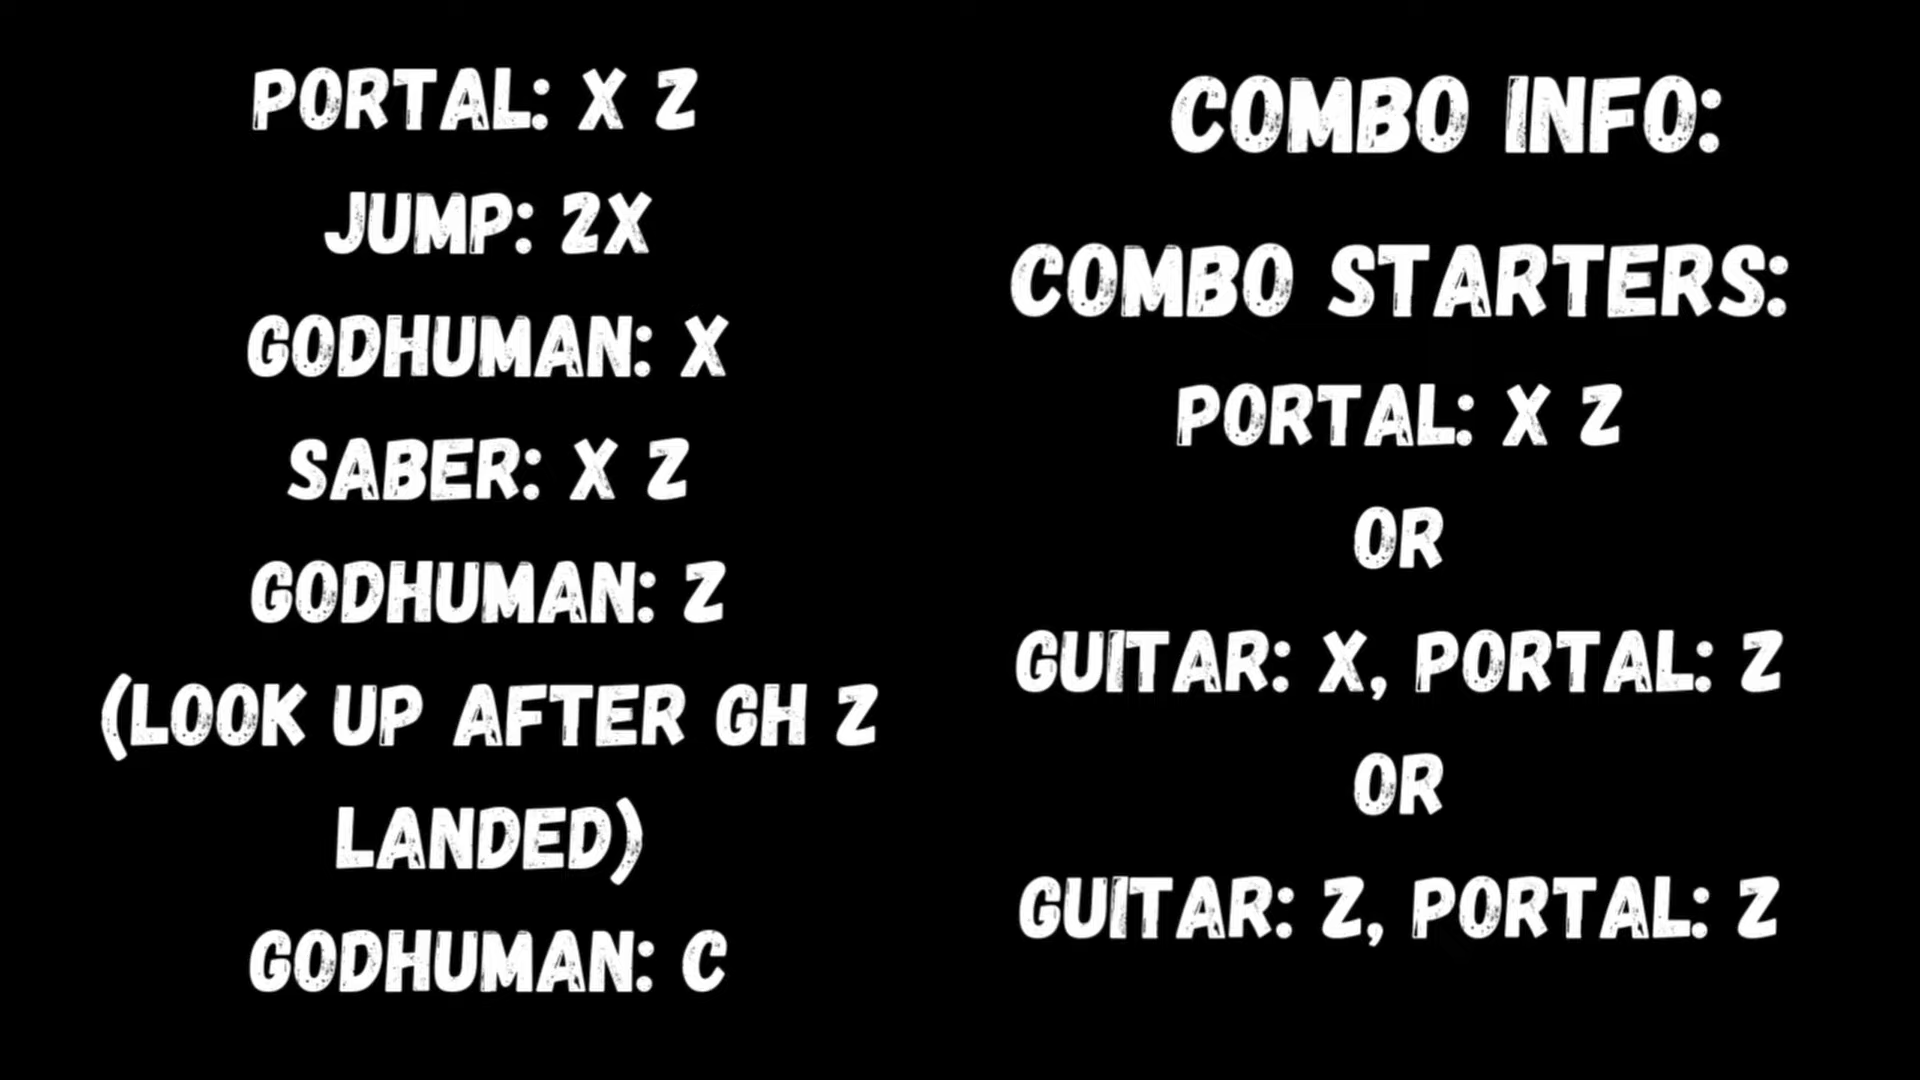 PORTAL: X Z
JUMP: 2X
GODHUMAN: X
SABER: X Z
GODHUMAN: Z
(LOOK UP AFTER GH Z
LANDED)
GODHUMAN: C
COMBO INFO:
COMBO STARTERS:
PORTAL: X Z
OR
GUITAR: X, PORTAL: Z
OR
GUITAR: Z, PORTAL: Z